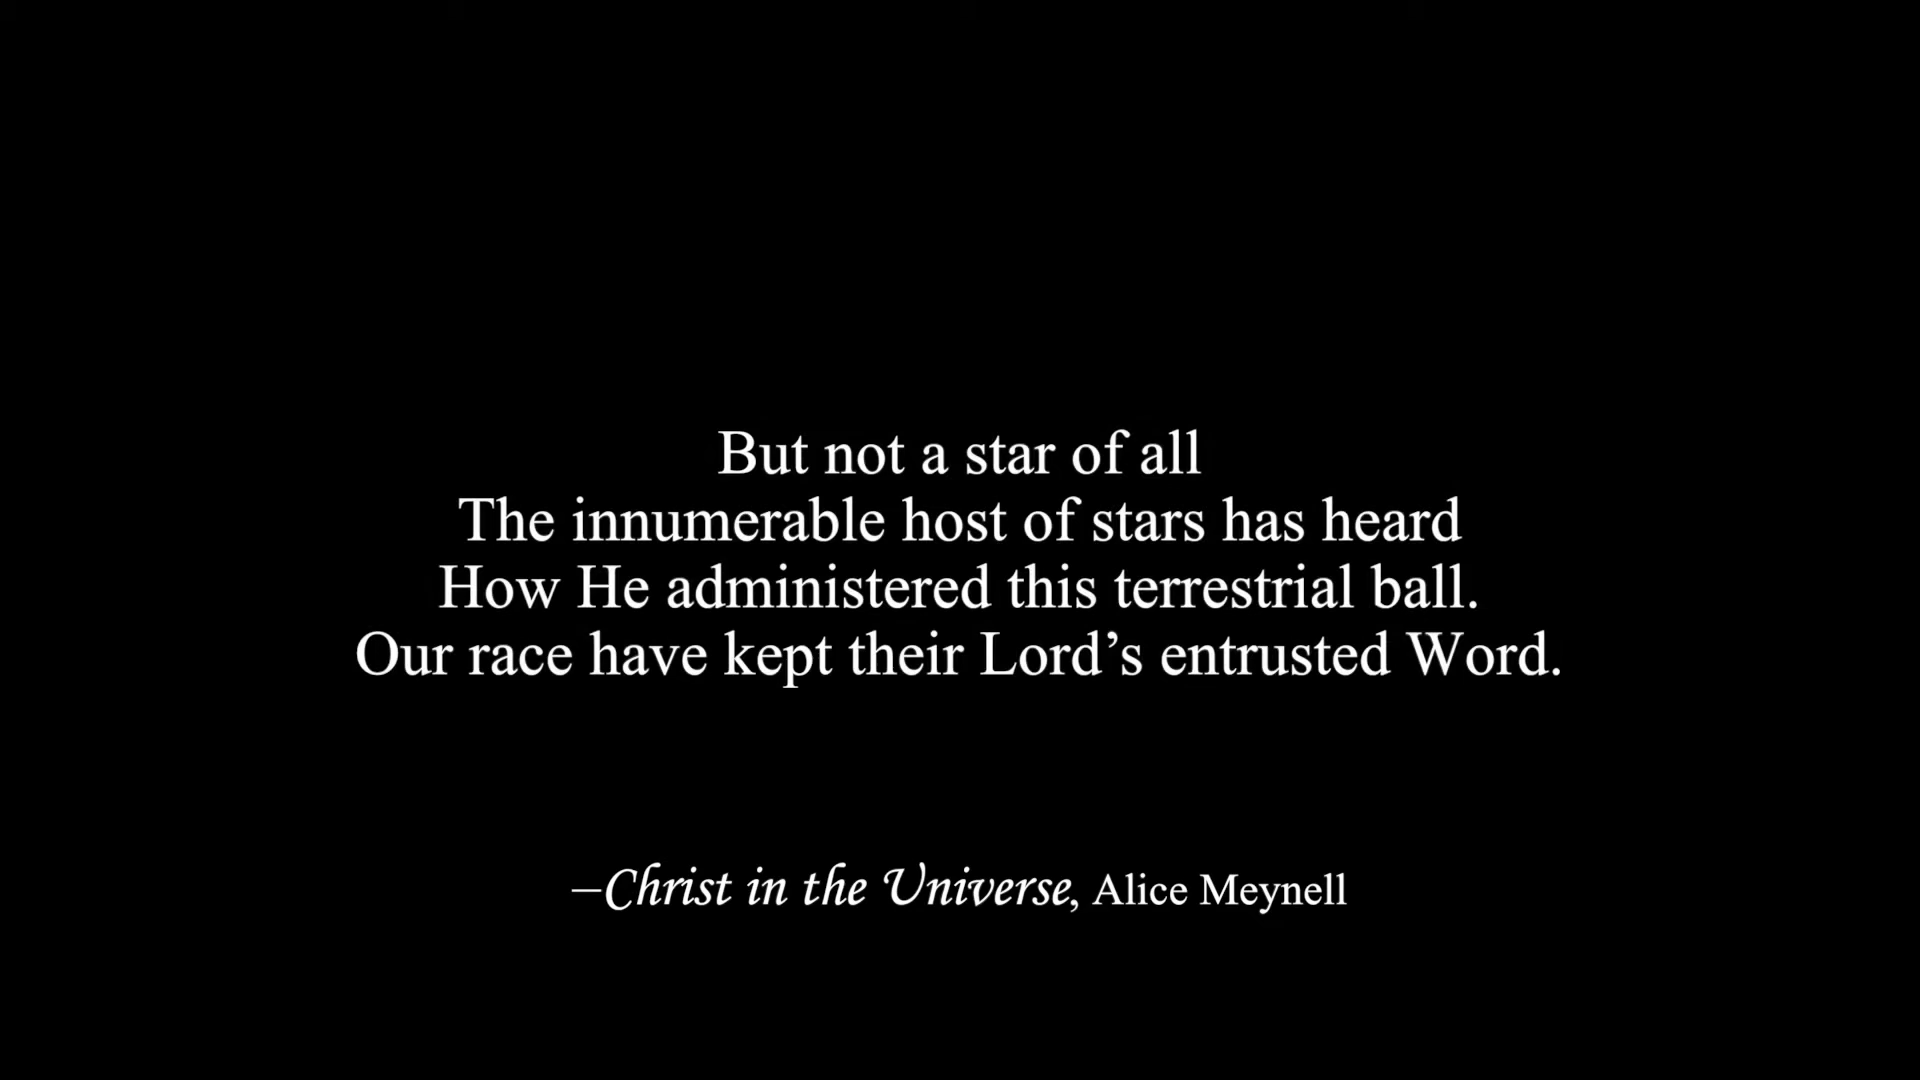 But not a star of all
The innumerable host of stars has heard
How He administered this terrestrial ball.
Our race have kept their Lord’s entrusted Word.
–Christ in the Universe, Alice Meynell